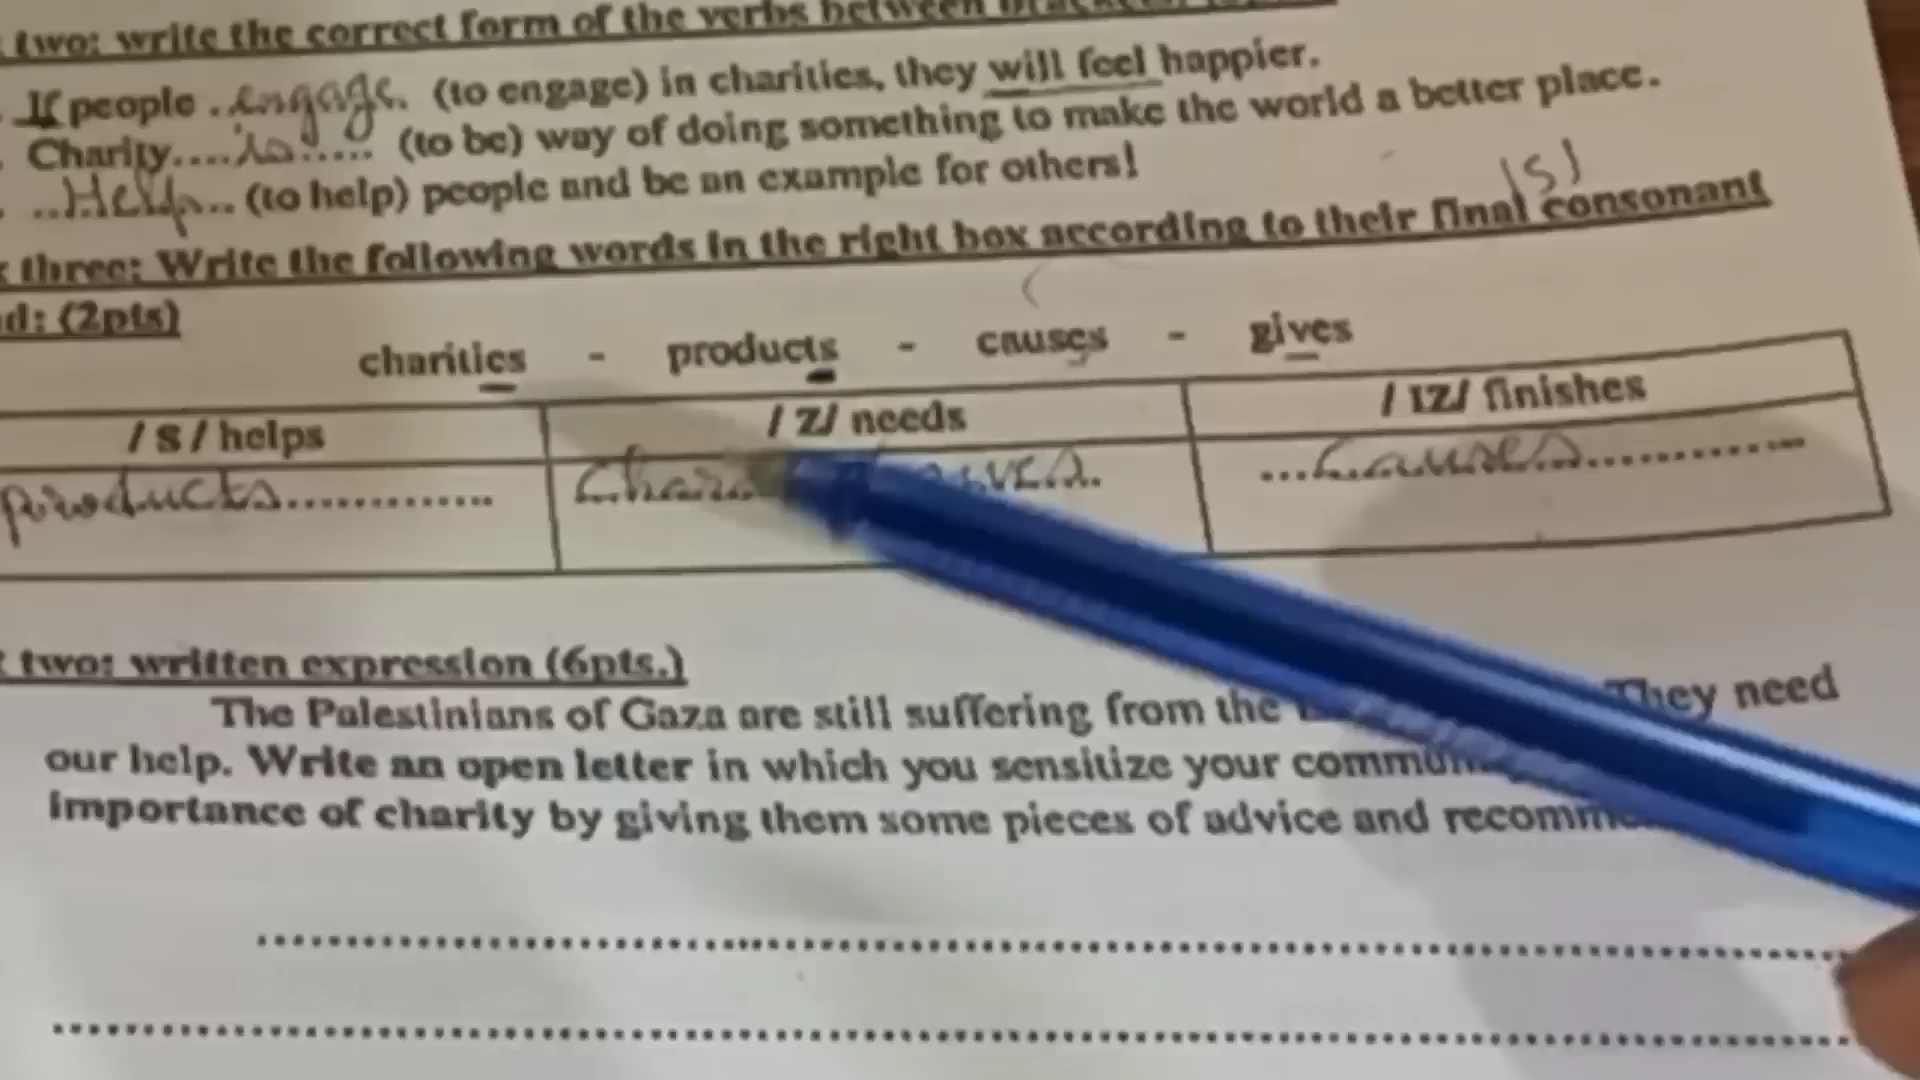 two: write the correct form of the verbs between
If people .engage. (to engage) in charities, they will feel happier.
Charity....is..... (to be) way of doing something to make the world a better place.
..Help.. (to help) people and be an example for others!
/s/
three: Write the following words in the right box according to their final consonant
(2pts)
charities - products - causes - gives
/ s / helps / Z/ needs / IZ/ finishes
products............. ...causes...............
two: written expression (6pts.)
The Palestinians of Gaza are still suffering from the They need
our help. Write an open letter in which you sensitize your
importance of charity by giving them some pieces of advice and